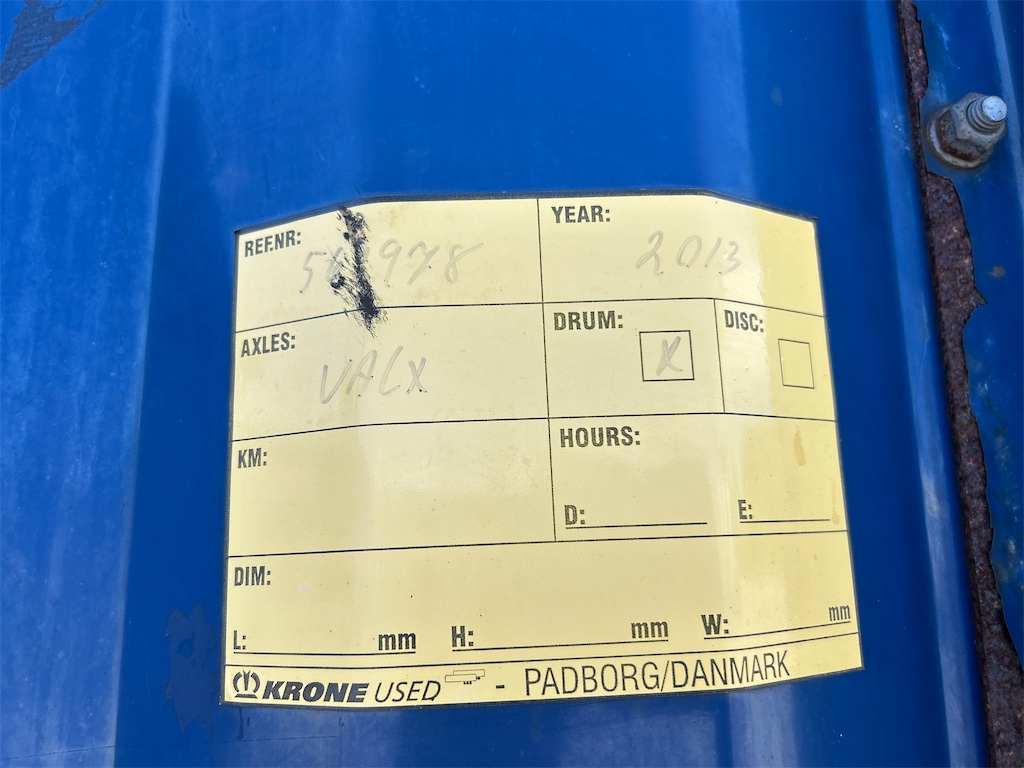 REF.NR:
YEAR: 2013
AXLES: VALX
DRUM: X
DISC:
KM:
HOURS:
D: E:
DIM:
L: mm H: mm W: mm
KRONE USED - PADBORG/DANMARK